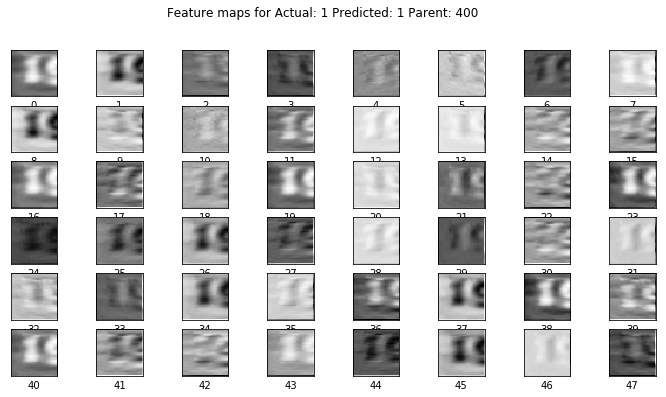 Feature maps for Actual: 1 Predicted: 1 Parent: 400
0 1 2 3 4 5 6 7
8 9 10 11 12 13 14 15
16 17 18 19 20 21 22 23
24 25 26 27 28 29 30 31
32 33 34 35 36 37 38 39
40 41 42 43 44 45 46 47